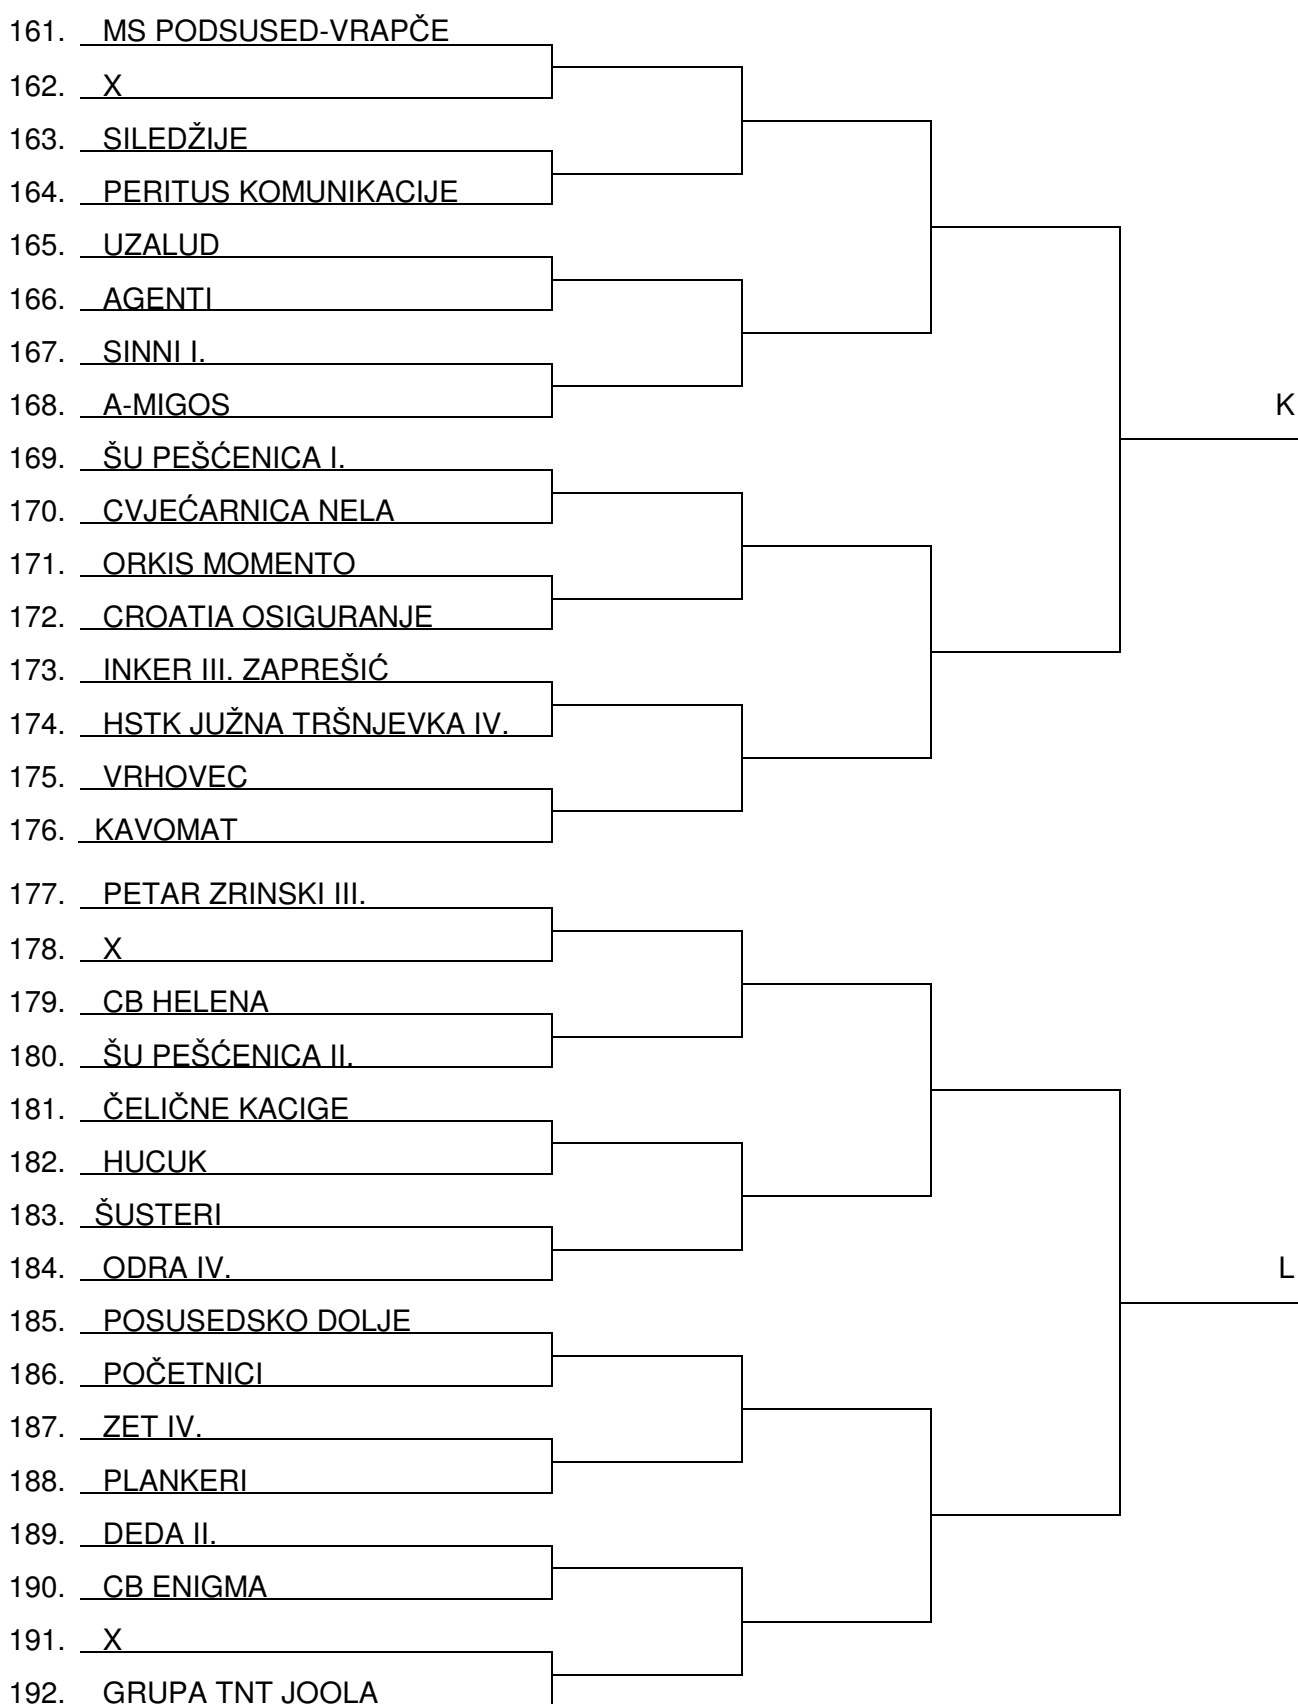 161. MS PODSUSED-VRAPČE
162. X
163. SILEDŽIJE
164. PERITUS KOMUNIKACIJE
165. UZALUD
166. AGENTI
167. SINNI I.
168. A-MIGOS
K
169. ŠU PEŠĆENICA I.
170. CVJEĆARNICA NELA
171. ORKIS MOMENTO
172. CROATIA OSIGURANJE
173. INKER III. ZAPREŠIĆ
174. HSTK JUŽNA TRŠNJEVKA IV.
175. VRHOVEC
176. KAVOMAT
177. PETAR ZRINSKI III.
178. X
179. CB HELENA
180. ŠU PEŠĆENICA II.
181. ČELIČNE KACIGE
182. HUCUK
183. ŠUSTERI
184. ODRA IV.
L
185. POSUSEDSKO DOLJE
186. POČETNICI
187. ZET IV.
188. PLANKERI
189. DEDA II.
190. CB ENIGMA
191. X
192. GRUPA TNT JOOLA